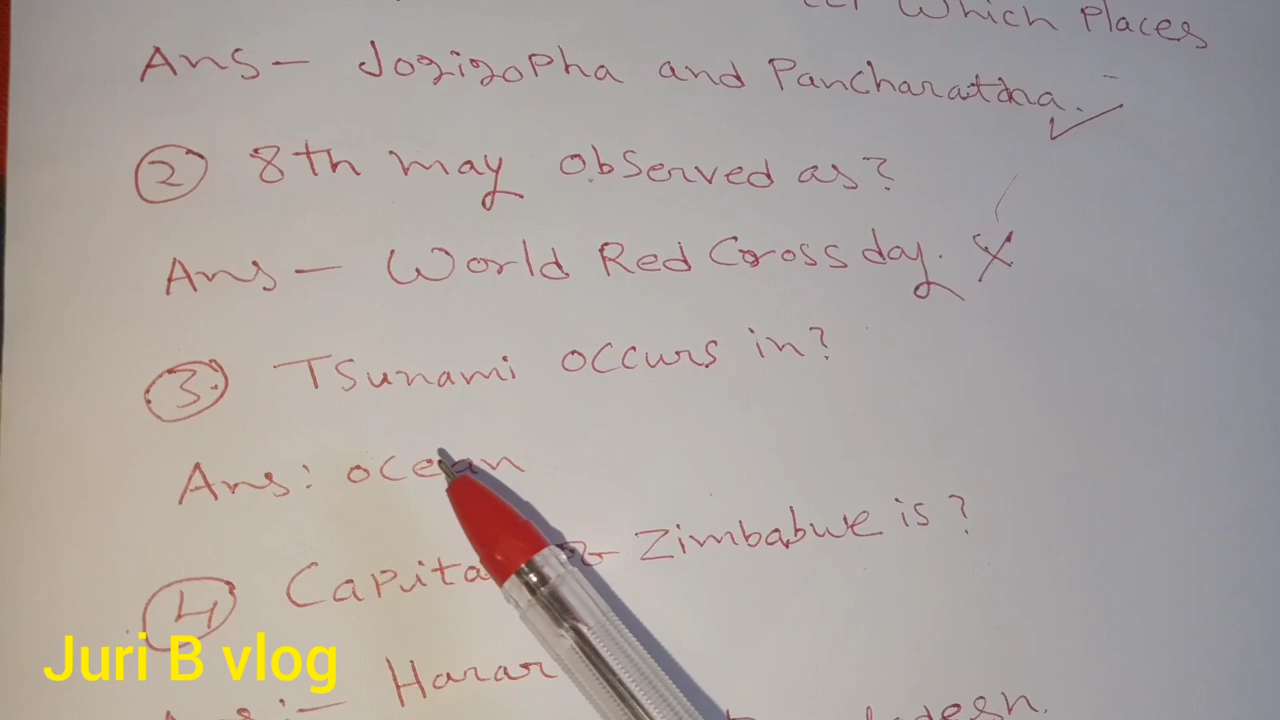 Which Places
Ans - Jogigopha and Pancharatna.
② 8th may observed as?
Ans - World Red Cross day.
③ Tsunami occurs in?
Ans: ocean
④ Capital Zimbabwe is?
Juri B vlog
Harar